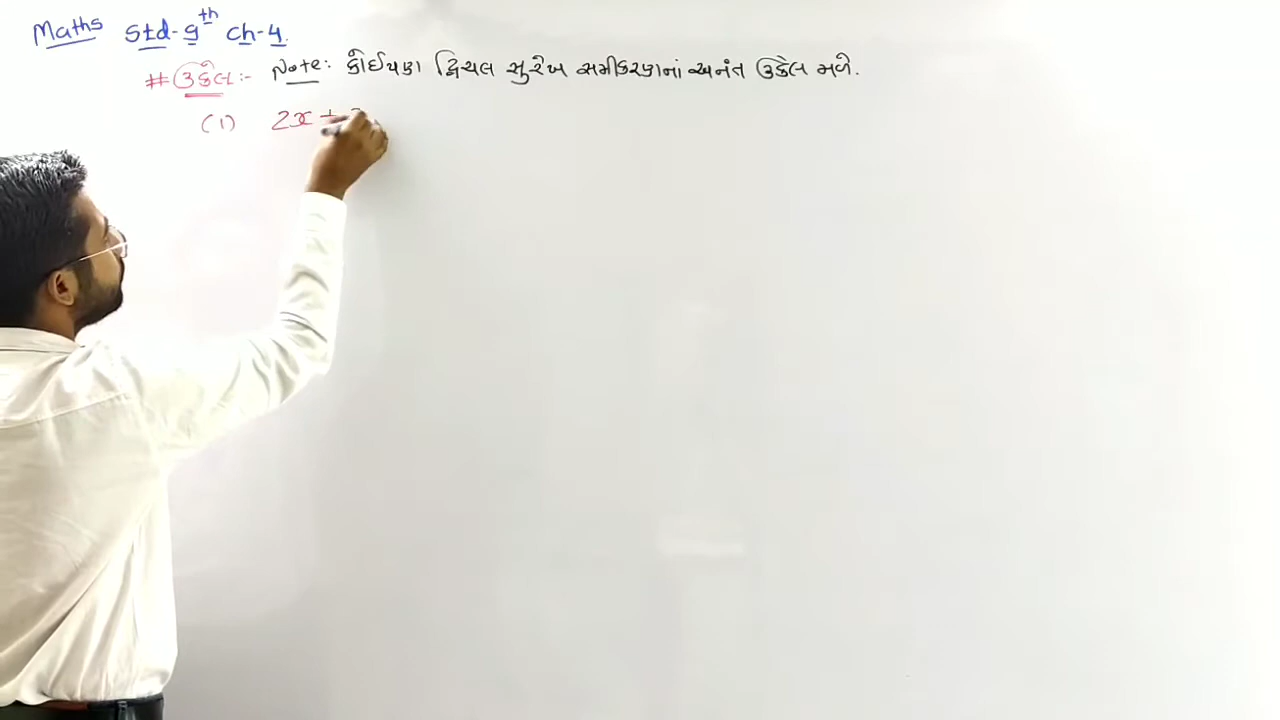 Maths Std-9th Ch-4.
# ઉકેલ:- Note: કોઈપણ દ્વિચલ સુરેખ સમીકરણનાં અનંત ઉકેલ મળે.
(1) 2x +